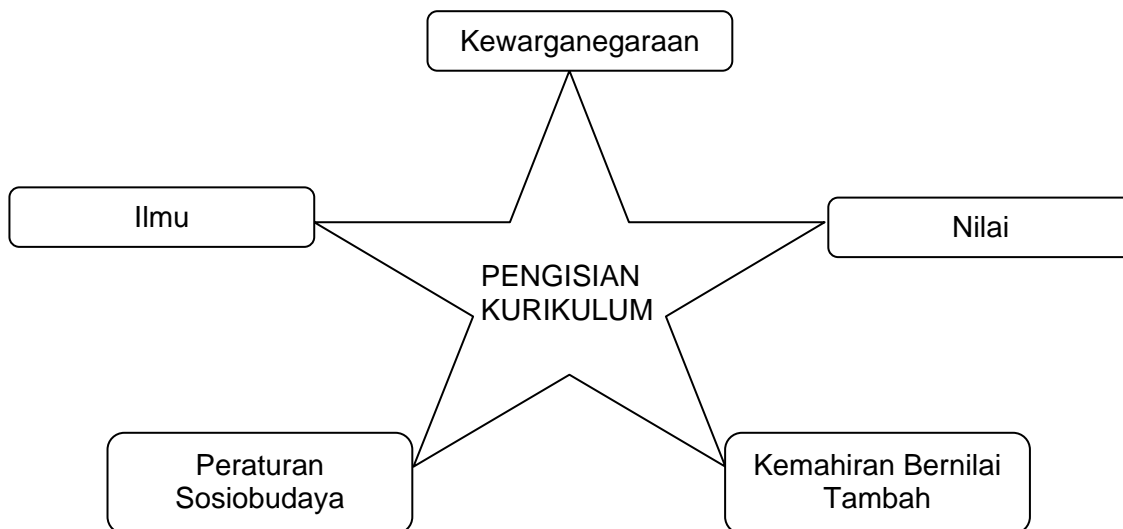 Kewarganegaraan
Ilmu
Nilai
PENGISIAN
KURIKULUM
Peraturan
Sosiobudaya
Kemahiran Bernilai
Tambah